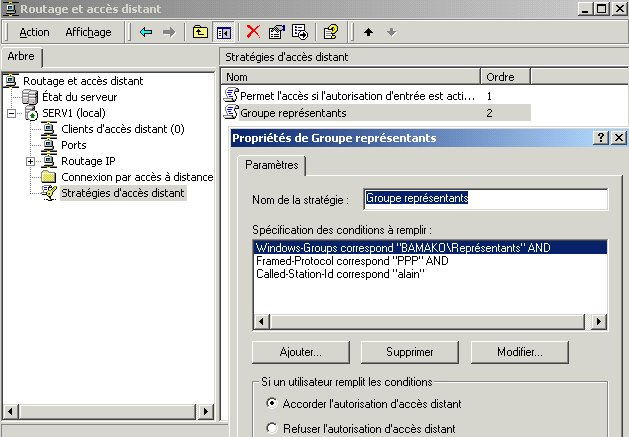 Routage et accès distant
Action Affichage
Arbre
Stratégies d'accès distant
Routage et accès distant
État du serveur
SERV1 (local)
Clients d'accès distant (0)
Ports
Routage IP
Connexion par accès à distance
Stratégies d'accès distant
Nom Ordre
Permet l'accès si l'autorisation d'entrée est acti... 1
Groupe représentants 2
Propriétés de Groupe représentants
Paramètres
Nom de la stratégie : Groupe représentants
Spécification des conditions à remplir :
Windows-Groups correspond "BAMAKO\Représentants" AND
Framed-Protocol correspond "PPP" AND
Called-Station-Id correspond "alain"
Ajouter... Supprimer Modifier...
Si un utilisateur remplit les conditions
Accorder l'autorisation d'accès distant
Refuser l'autorisation d'accès distant